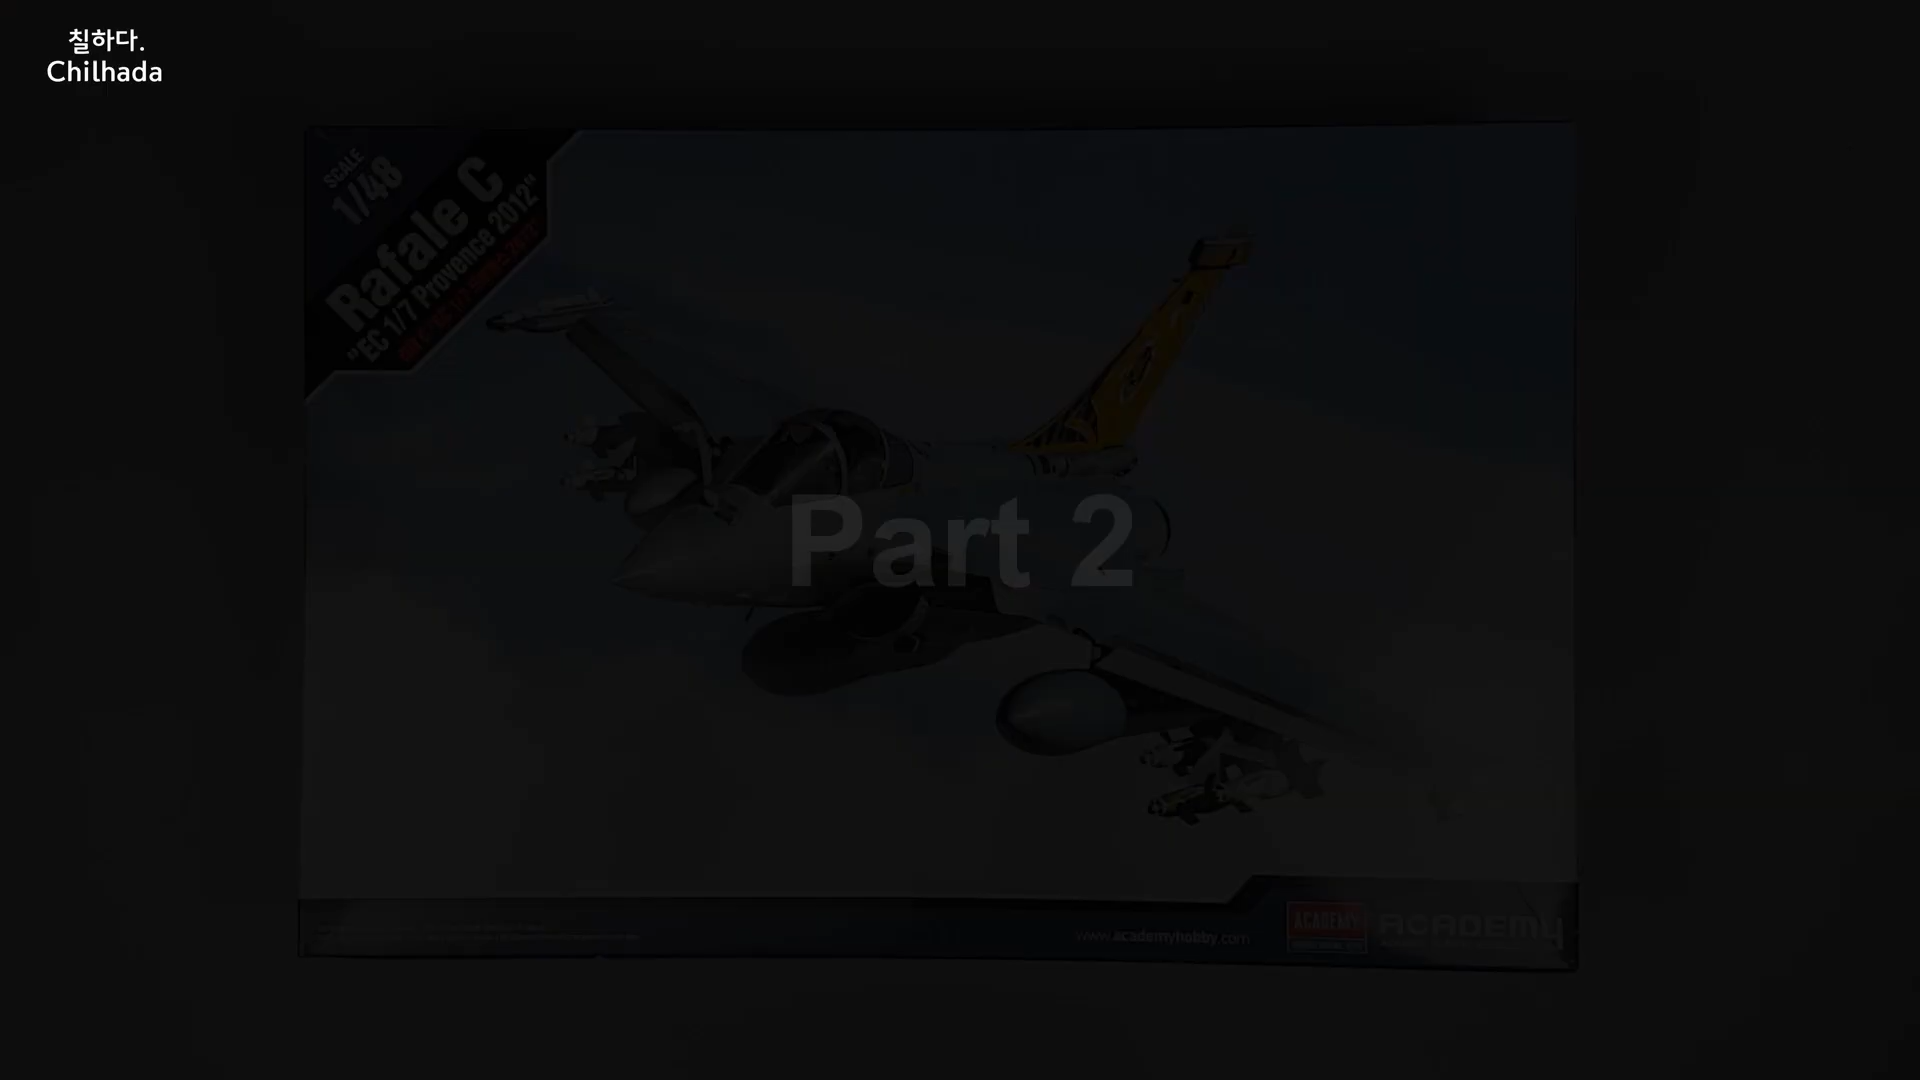 칠하다.
Chilhada
SCALE
1/48
Rafale C
"EC 1/7 Provence 2012"
Part 2
www.academyhobby.com
ACADEMY
ACADEMY